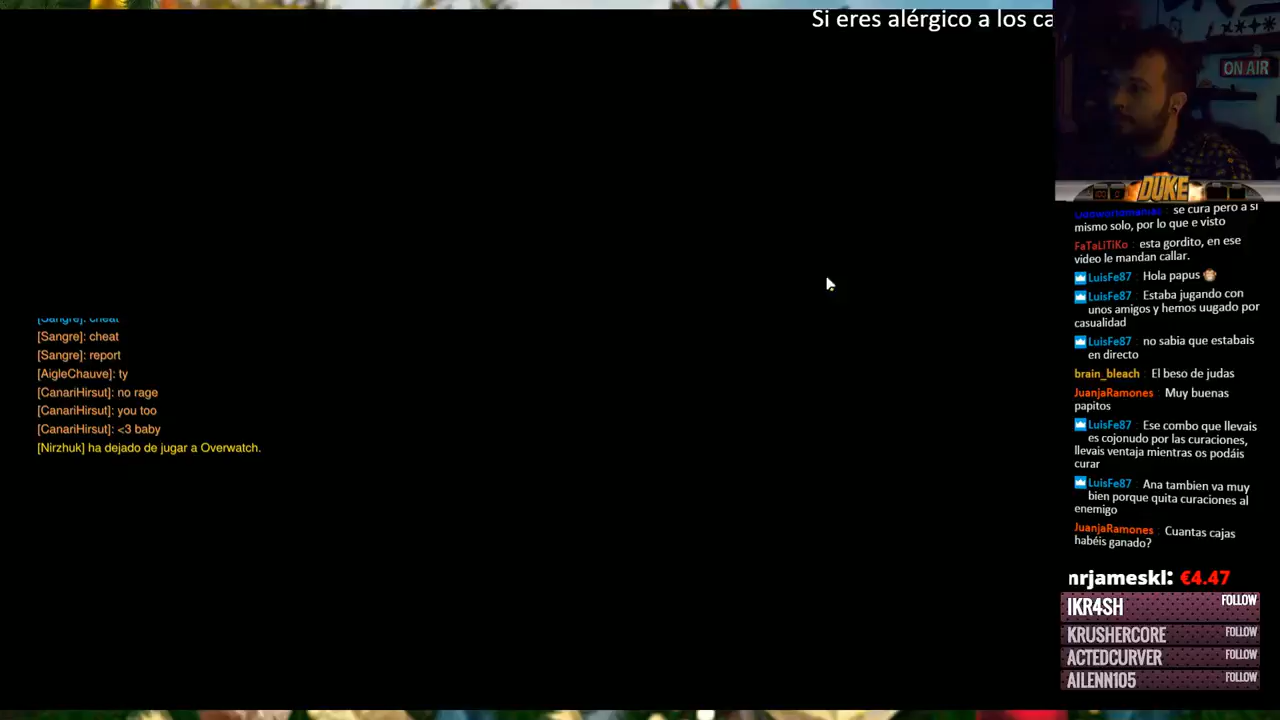 Si eres alérgico a los ca
ON AIR
DUKE
[Sangre]: cheat
[Sangre]: cheat
[Sangre]: report
[AigleChauve]: ty
[CanariHirsut]: no rage
[CanariHirsut]: you too
[CanariHirsut]: <3 baby
[Nirzhuk] ha dejado de jugar a Overwatch.
: se cura pero a si
mismo solo, por lo que e visto
FaTaLiTiKo : esta gordito, en ese
video le mandan callar.
LuisFe87 : Hola papus
LuisFe87 : Estaba jugando con
unos amigos y hemos uugado por
casualidad
LuisFe87 : no sabia que estabais
en directo
brain_bleach : El beso de judas
JuanjaRamones : Muy buenas
papitos
LuisFe87 : Ese combo que llevais
es cojonudo por las curaciones,
llevais ventaja mientras os podáis
curar
LuisFe87 : Ana tambien va muy
bien porque quita curaciones al
enemigo
JuanjaRamones : Cuantas cajas
habéis ganado?
nrjameskl: €4.47
IKR4SH FOLLOW
KRUSHERCORE FOLLOW
ACTEDCURVER FOLLOW
AILENN105 FOLLOW